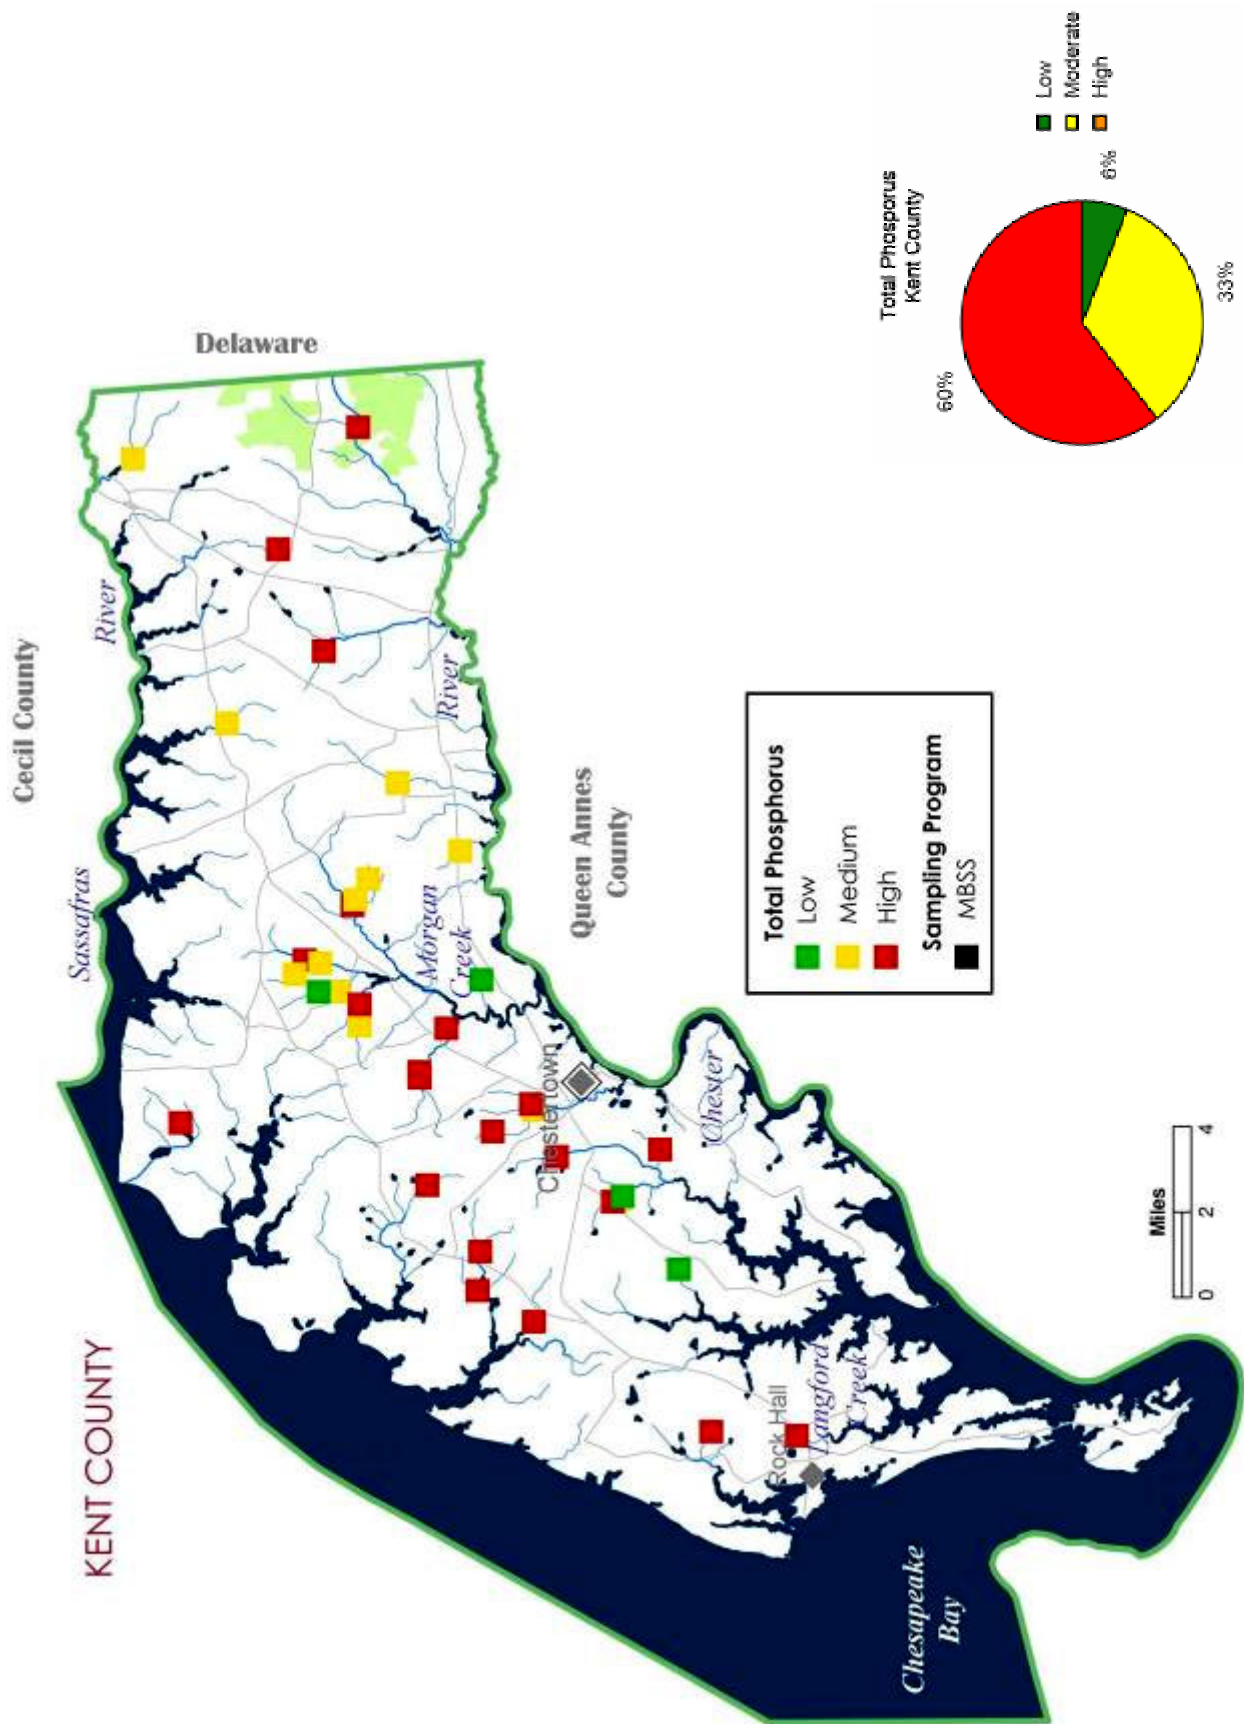 KENT COUNTY
Cecil County
Sassafras
River
Delaware
River
Morgan
Creek
Queen Annes
County
Chestertown
Chester
Rock Hall
Langford
Creek
Chesapeake
Bay
Miles
0 2 4
Total Phosphorus
Low
Medium
High
Sampling Program
MBSS
Total Phosporus
Kent County
60%
6%
33%
Low
Moderate
High